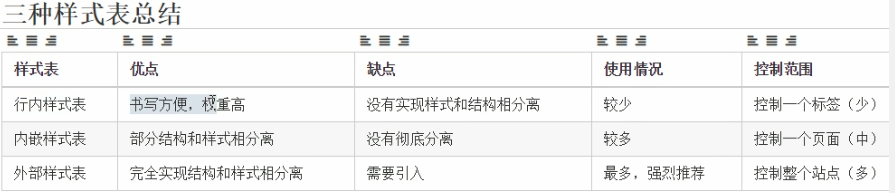 三种样式表总结
样式表 优点 缺点 使用情况 控制范围
行内样式表 书写方便，权重高 没有实现样式和结构相分离 较少 控制一个标签（少）
内嵌样式表 部分结构和样式相分离 没有彻底分离 较多 控制一个页面（中）
外部样式表 完全实现结构和样式相分离 需要引入 最多，强烈推荐 控制整个站点（多）